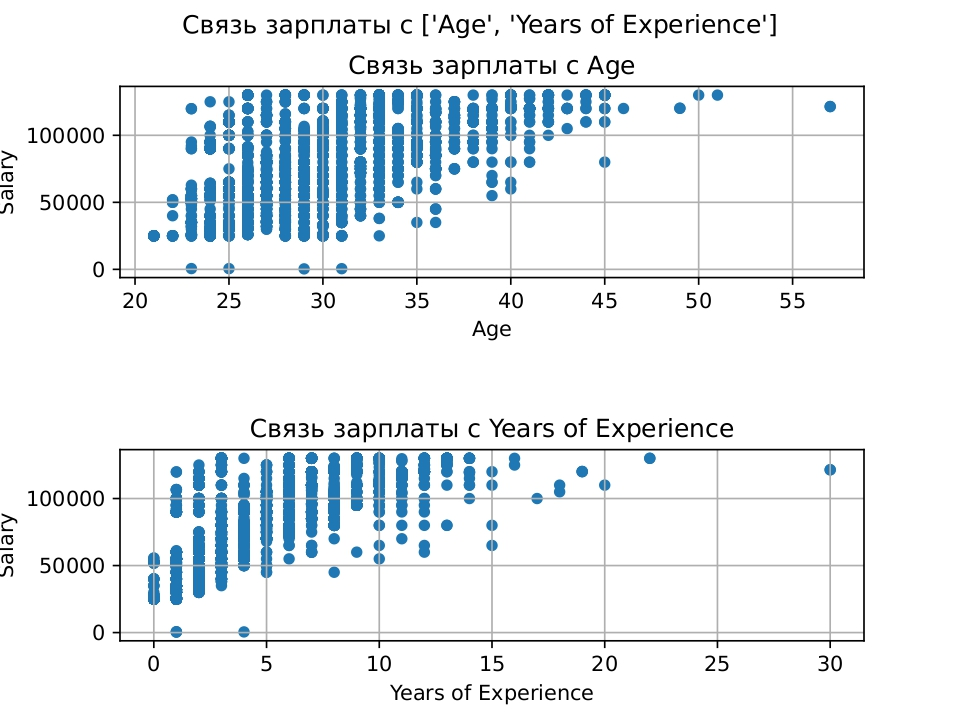 Связь зарплаты с ['Age', 'Years of Experience']
Связь зарплаты с Age
Salary
100000
50000
0
20 25 30 35 40 45 50 55
Age
Связь зарплаты с Years of Experience
Salary
100000
50000
0
0 5 10 15 20 25 30
Years of Experience